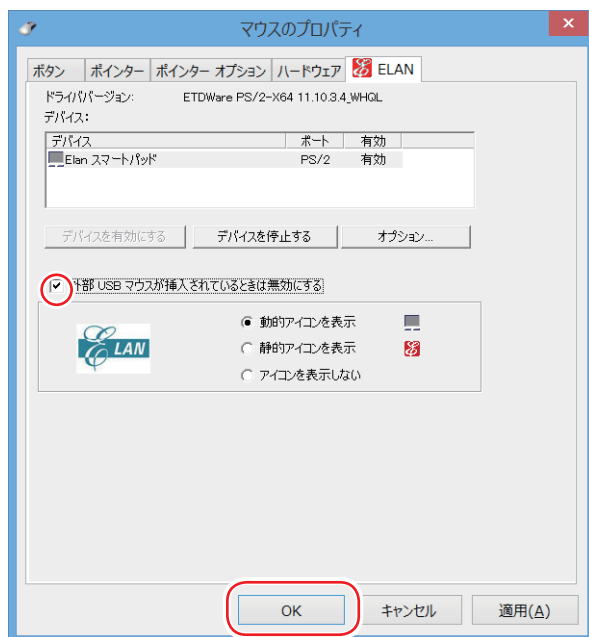 マウスのプロパティ
ボタン ポインター ポインター オプション ハードウェア ELAN
ドライババージョン: ETDWare PS/2-X64 11.10.3.4_WHQL
デバイス:
デバイス ポート 有効
Elan スマートパッド PS/2 有効
デバイスを有効にする デバイスを停止する オプション...
外部 USB マウスが挿入されているときは無効にする
動的アイコンを表示
ELAN 静的アイコンを表示
アイコンを表示しない
OK キャンセル 適用(A)